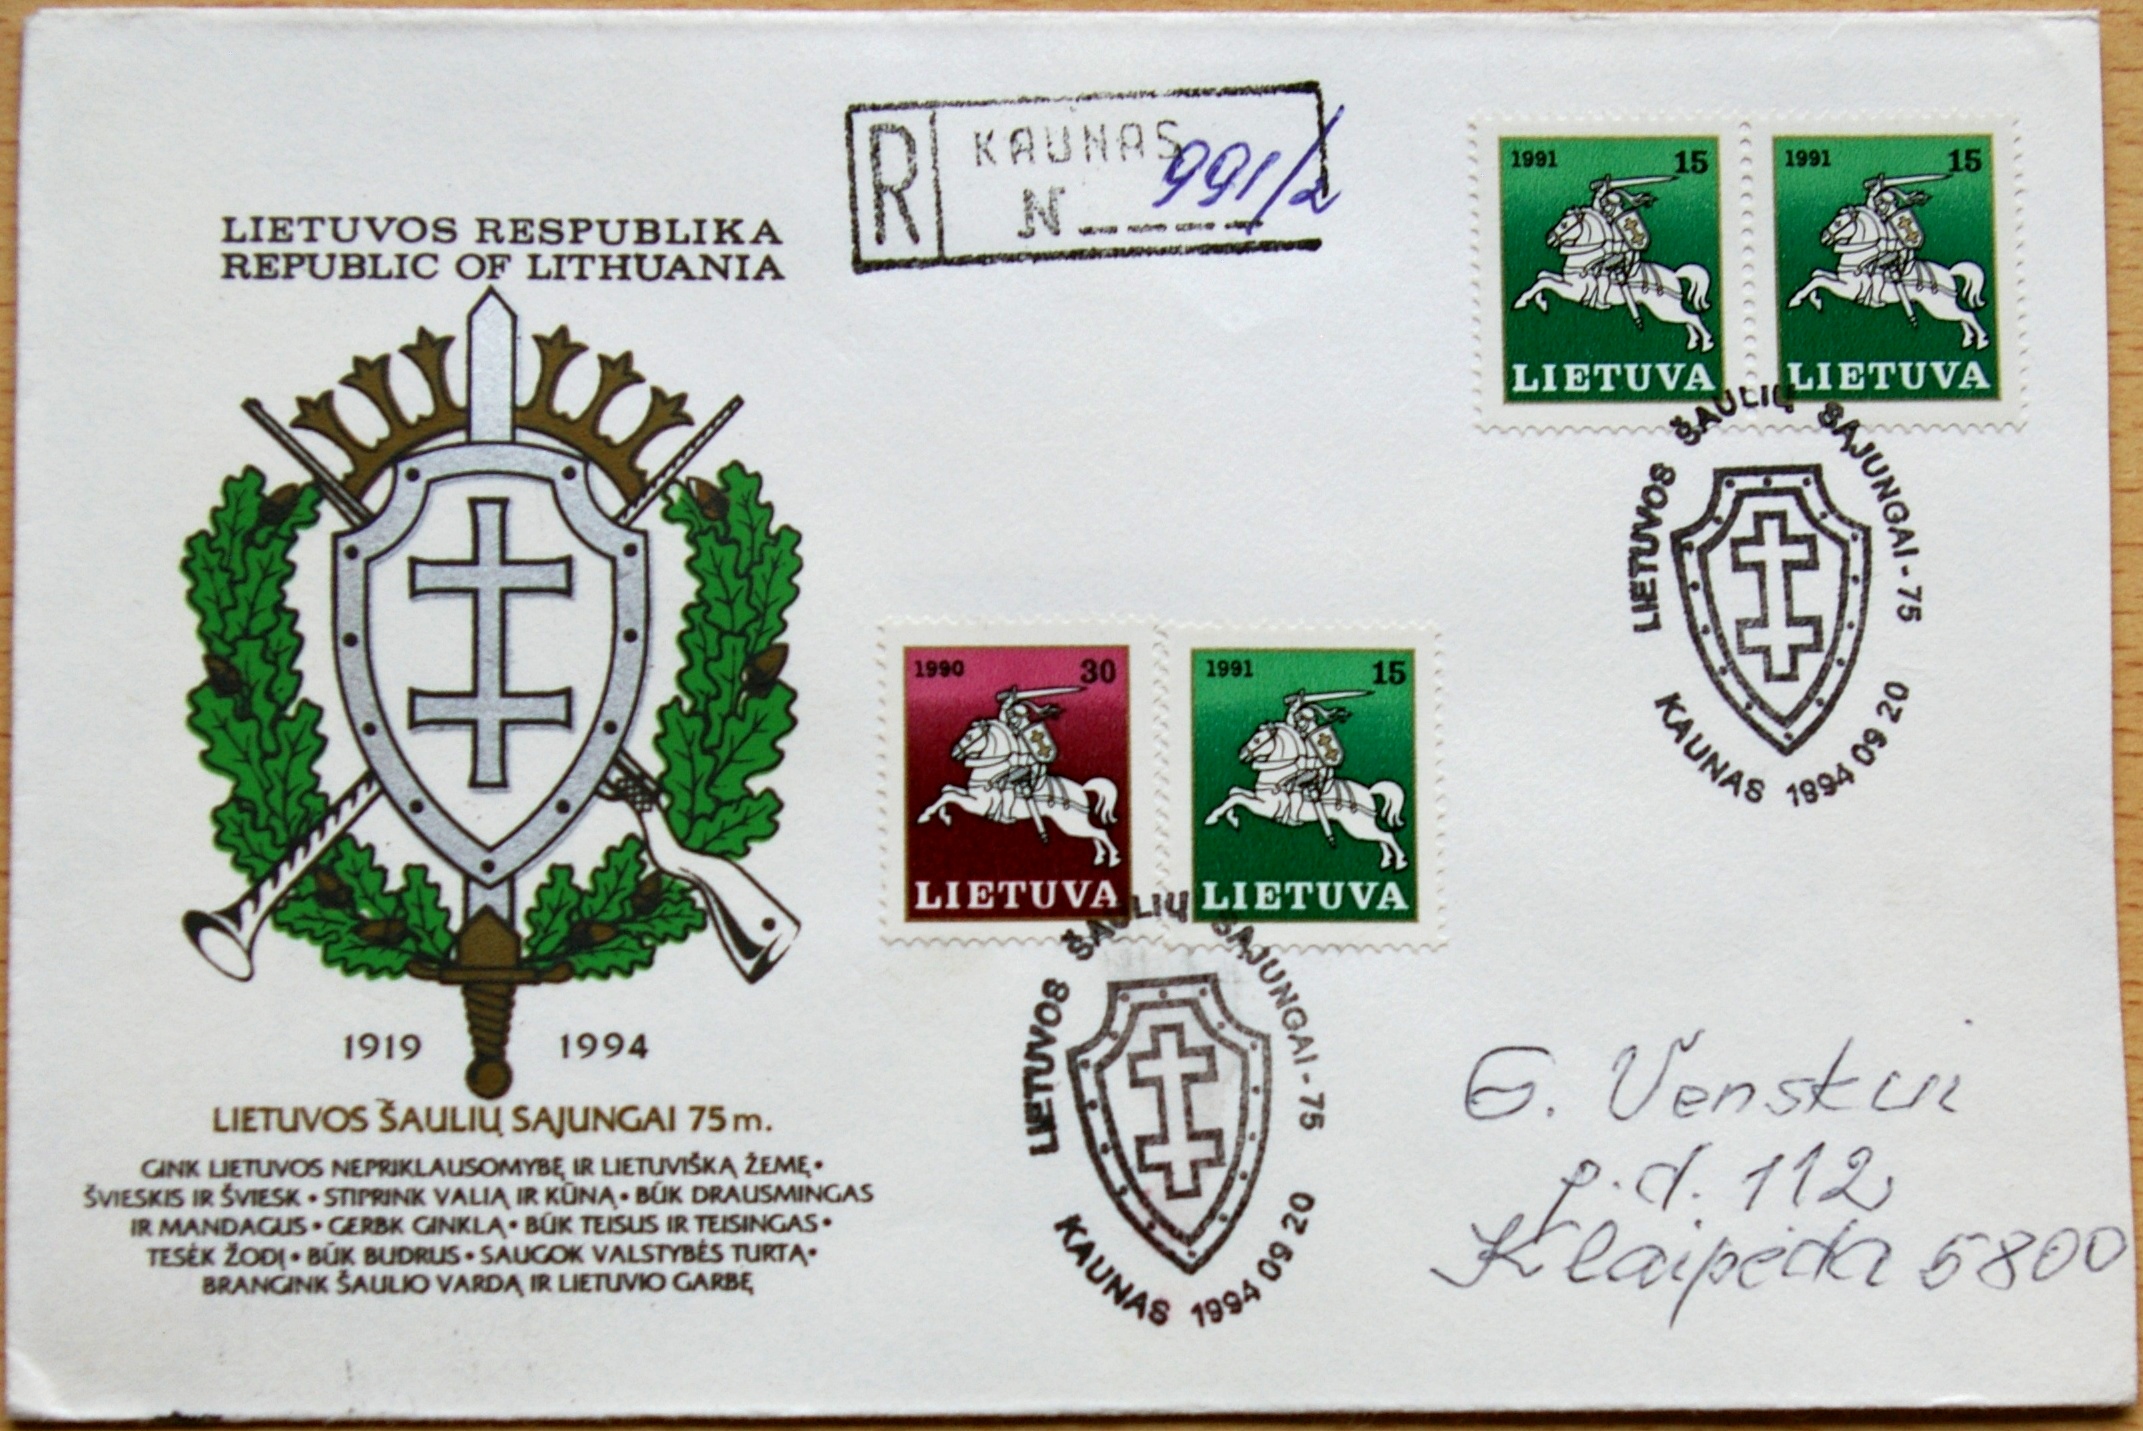 LIETUVOS RESPUBLIKA
REPUBLIC OF LITHUANIA
1919 1994
LIETUVOS ŠAULIŲ SĄJUNGAI 75 m.
GINK LIETUVOS NEPRIKLAUSOMYBĘ IR LIETUVIŠKĄ ŽEMĘ •
ŠVIESKIS IR ŠVIESK • STIPRINK VALIĄ IR KŪNĄ • BŪK DRAUSMINGAS
IR MANDAGUS • GERBK GINKLĄ • BŪK TEISUS IR TEISINGAS •
TESĖK ŽODĮ • BŪK BUDRUS • SAUGOK VALSTYBĖS TURTĄ •
BRANGINK ŠAULIO VARDĄ IR LIETUVIO GARBĘ
R KAUNAS
N 991/2
1991 15
LIETUVA
1991 15
LIETUVA
LIETUVOS ŠAULIŲ SĄJUNGAI - 75
KAUNAS 1994 09 20
1990 30
LIETUVA
1991 15
LIETUVA
LIETUVOS ŠAULIŲ SĄJUNGAI - 75
KAUNAS 1994 09 20
G. Venskui
p.d. 112
Klaipėda 5800